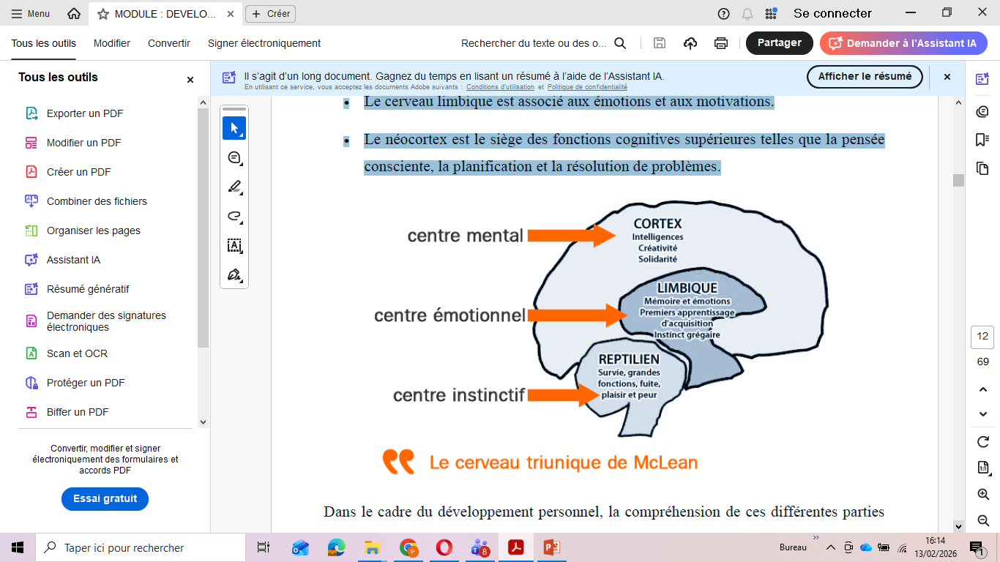 Menu
MODULE : DEVELO...
Créer
Se connecter
Tous les outils
Modifier
Convertir
Signer électroniquement
Rechercher du texte ou des o...
Partager
Demander à l'Assistant IA
Tous les outils
Exporter un PDF
Modifier un PDF
Créer un PDF
Combiner des fichiers
Organiser les pages
Assistant IA
Résumé génératif
Demander des signatures
électroniques
Scan et OCR
Protéger un PDF
Biffer un PDF
Convertir, modifier et signer
électroniquement des formulaires et
accords PDF
Essai gratuit
Il s'agit d'un long document. Gagnez du temps en lisant un résumé à l'aide de l'Assistant IA.
En utilisant ce service, vous acceptez les documents Adobe suivants : Conditions d'utilisation et Politique de confidentialité
Afficher le résumé
• Le cerveau limbique est associé aux émotions et aux motivations.
• Le néocortex est le siège des fonctions cognitives supérieures telles que la pensée
consciente, la planification et la résolution de problèmes.
centre mental
CORTEX
Intelligences
Créativité
Solidarité
centre émotionnel
LIMBIQUE
Mémoire et émotions
Premiers apprentissage
d'acquisition
Instinct grégaire
centre instinctif
REPTILIEN
Survie, grandes
fonctions, fuite,
plaisir et peur
Le cerveau triunique de McLean
Dans le cadre du développement personnel, la compréhension de ces différentes parties
12
69
1:1
Taper ici pour rechercher
8
Bureau
16:14
13/02/2026
1